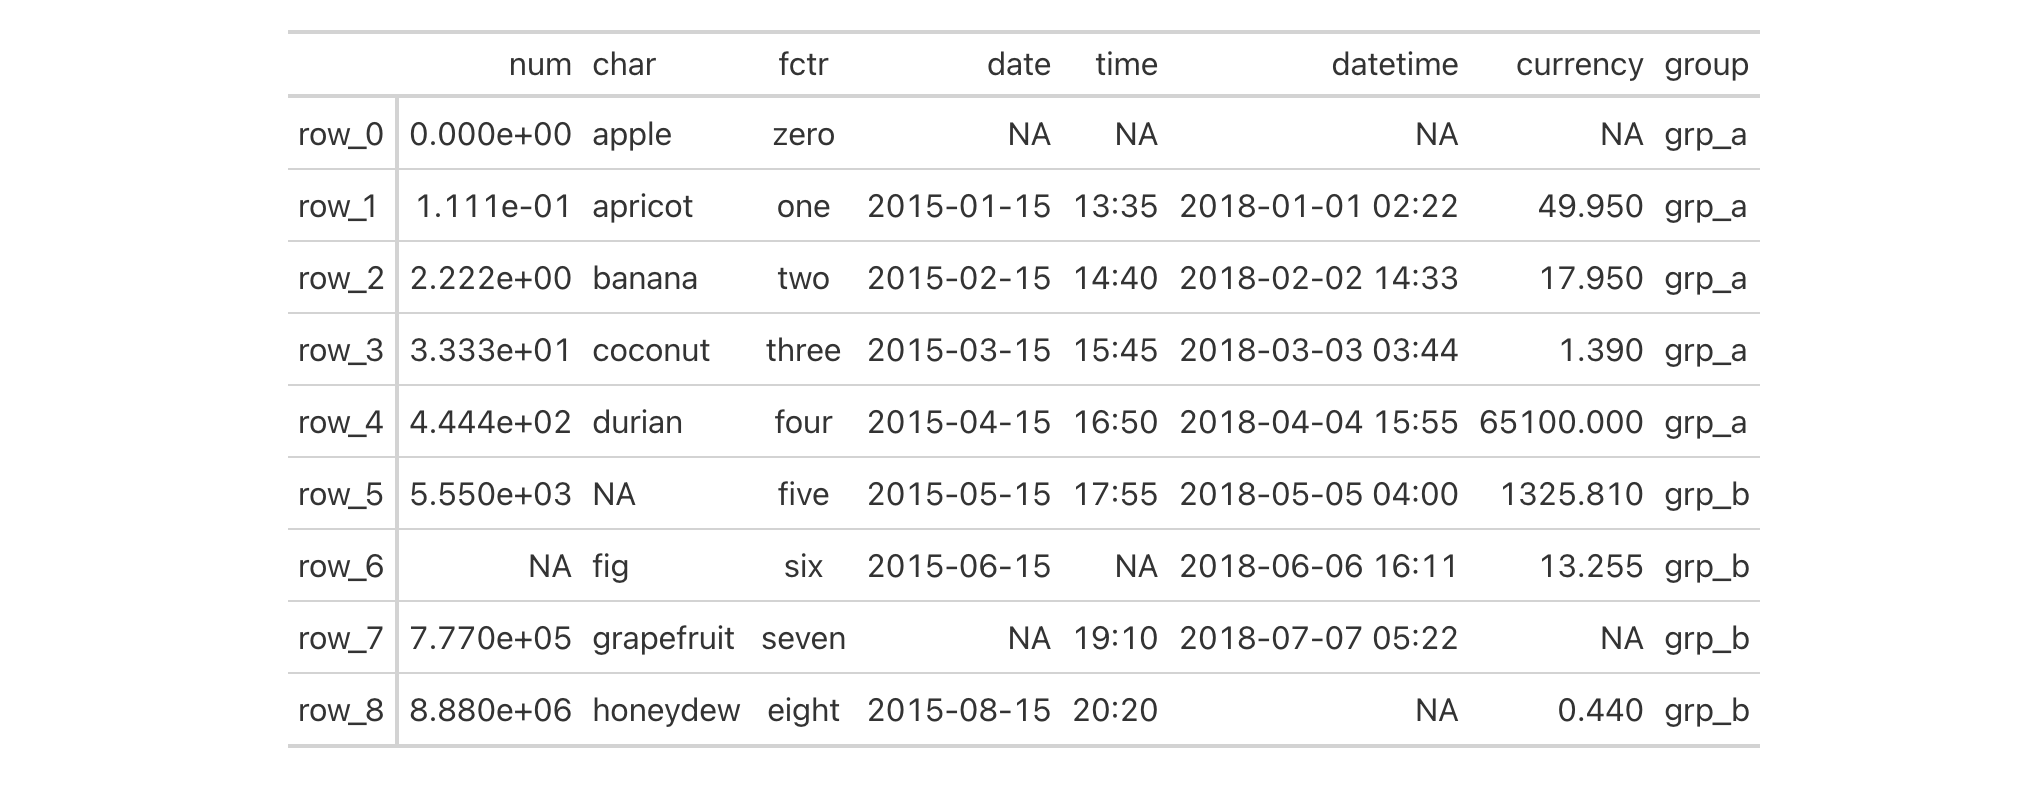 num char fctr date time datetime currency group
row_0 0.000e+00 apple zero NA NA NA NA grp_a
row_1 1.111e-01 apricot one 2015-01-15 13:35 2018-01-01 02:22 49.950 grp_a
row_2 2.222e+00 banana two 2015-02-15 14:40 2018-02-02 14:33 17.950 grp_a
row_3 3.333e+01 coconut three 2015-03-15 15:45 2018-03-03 03:44 1.390 grp_a
row_4 4.444e+02 durian four 2015-04-15 16:50 2018-04-04 15:55 65100.000 grp_a
row_5 5.550e+03 NA five 2015-05-15 17:55 2018-05-05 04:00 1325.810 grp_b
row_6 NA fig six 2015-06-15 NA 2018-06-06 16:11 13.255 grp_b
row_7 7.770e+05 grapefruit seven NA 19:10 2018-07-07 05:22 NA grp_b
row_8 8.880e+06 honeydew eight 2015-08-15 20:20 NA 0.440 grp_b